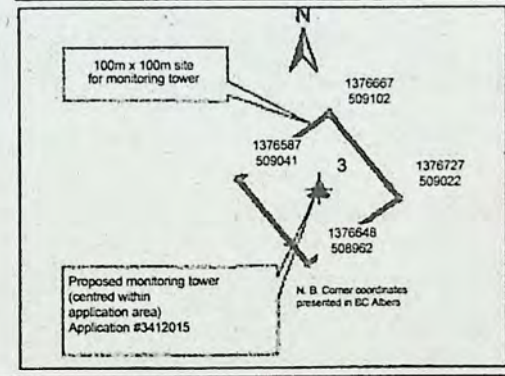 N
100m x 100m site
for monitoring tower
1376667
509102
1376587
509041
3
1376727
509022
1376648
508962
Proposed monitoring tower
(centred within
application area)
Application #3412015
N. B. Corner coordinates
presented in BC Albers